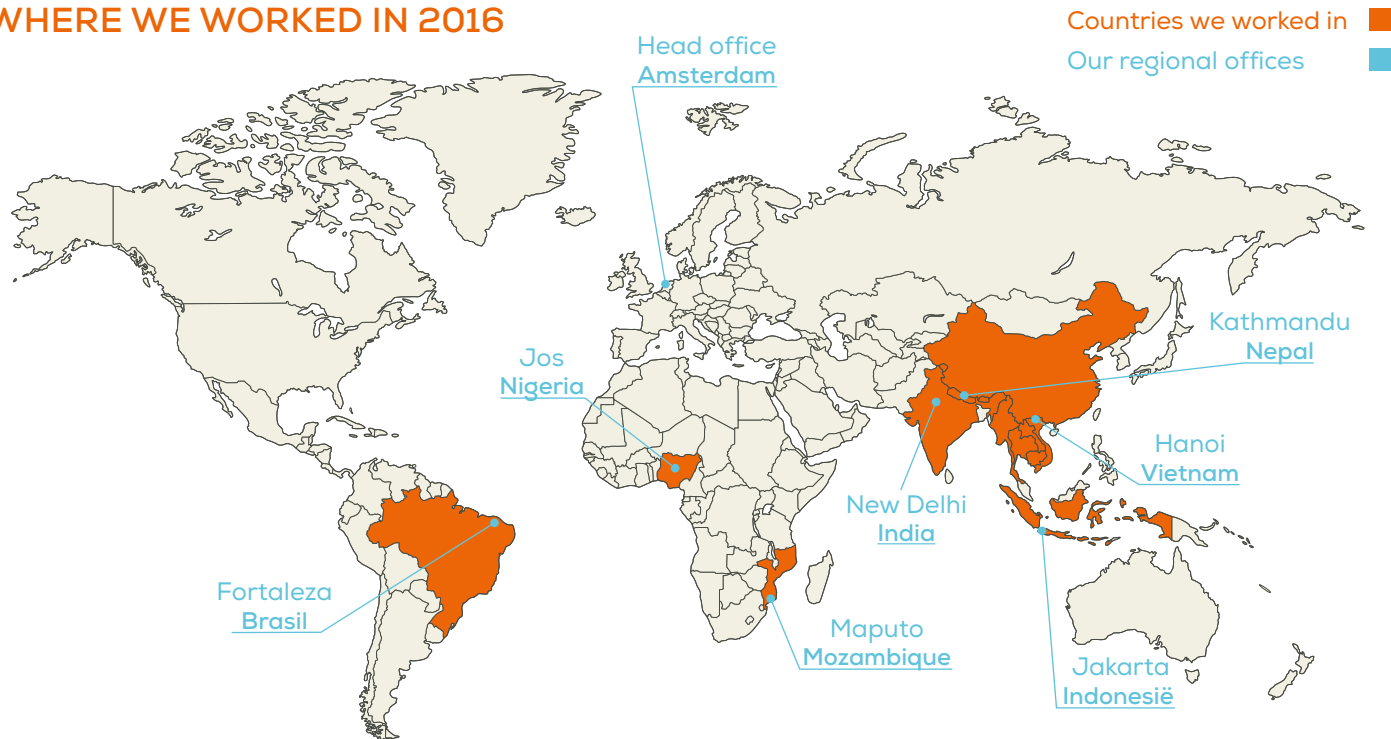 WHERE WE WORKED IN 2016
Countries we worked in
Our regional offices
Head office
Amsterdam
Kathmandu
Nepal
Jos
Nigeria
Hanoi
Vietnam
New Delhi
India
Fortaleza
Brasil
Maputo
Mozambique
Jakarta
Indonesië